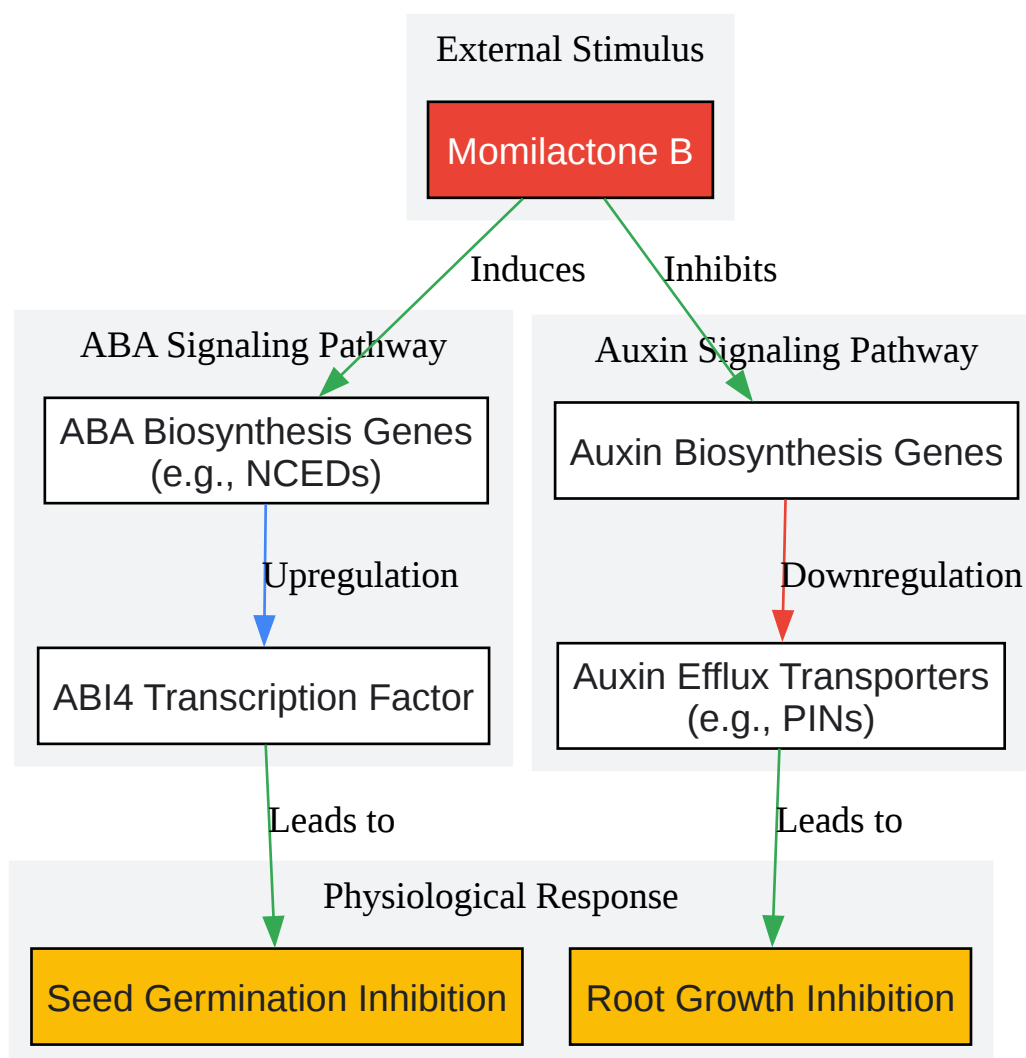 External Stimulus
Momilactone B
Induces
Inhibits
ABA Signaling Pathway
Auxin Signaling Pathway
ABA Biosynthesis Genes
(e.g., NCEDs)
Auxin Biosynthesis Genes
Upregulation
Downregulation
ABI4 Transcription Factor
Auxin Efflux Transporters
(e.g., PINs)
Leads to
Leads to
Physiological Response
Seed Germination Inhibition
Root Growth Inhibition